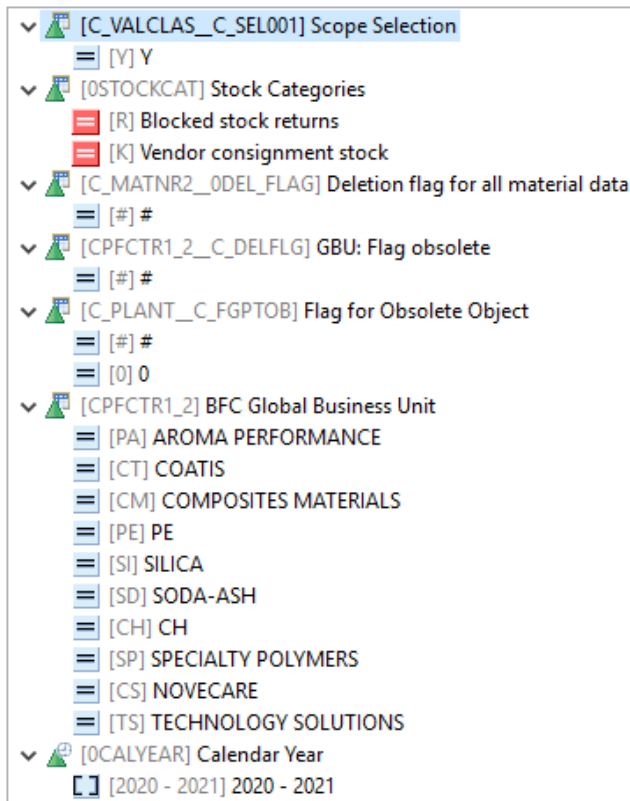 [C_VALCLAS__C_SEL001] Scope Selection
[Y] Y
[0STOCKCAT] Stock Categories
[R] Blocked stock returns
[K] Vendor consignment stock
[C_MATNR2__0DEL_FLAG] Deletion flag for all material data
[#] #
[CPFCTR1_2__C_DELFLG] GBU: Flag obsolete
[#] #
[C_PLANT__C_FGPTOB] Flag for Obsolete Object
[#] #
[0] 0
[CPFCTR1_2] BFC Global Business Unit
[PA] AROMA PERFORMANCE
[CT] COATIS
[CM] COMPOSITES MATERIALS
[PE] PE
[SI] SILICA
[SD] SODA-ASH
[CH] CH
[SP] SPECIALTY POLYMERS
[CS] NOVECARE
[TS] TECHNOLOGY SOLUTIONS
[0CALYEAR] Calendar Year
[2020 - 2021] 2020 - 2021